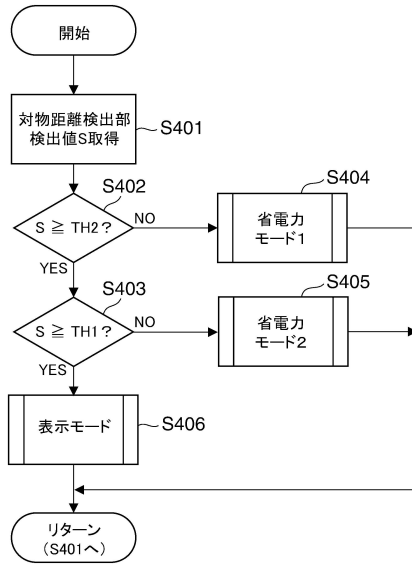 開始
対物距離検出部
検出値S取得
S401
S402
S ≧ TH2?
NO
YES
S404
省電力
モード1
S403
S ≧ TH1?
NO
YES
S405
省電力
モード2
表示モード
S406
リターン
(S401へ)